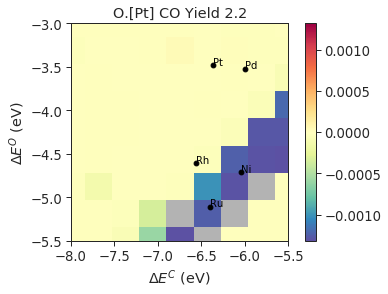 O.[Pt] CO Yield 2.2
−3.0
−3.5
−4.0
−4.5
−5.0
−5.5
ΔE^O (eV)
Pt
Pd
Rh
Ni
Ru
−8.0 −7.5 −7.0 −6.5 −6.0 −5.5
ΔE^C (eV)
0.0010
0.0005
0.0000
−0.0005
−0.0010